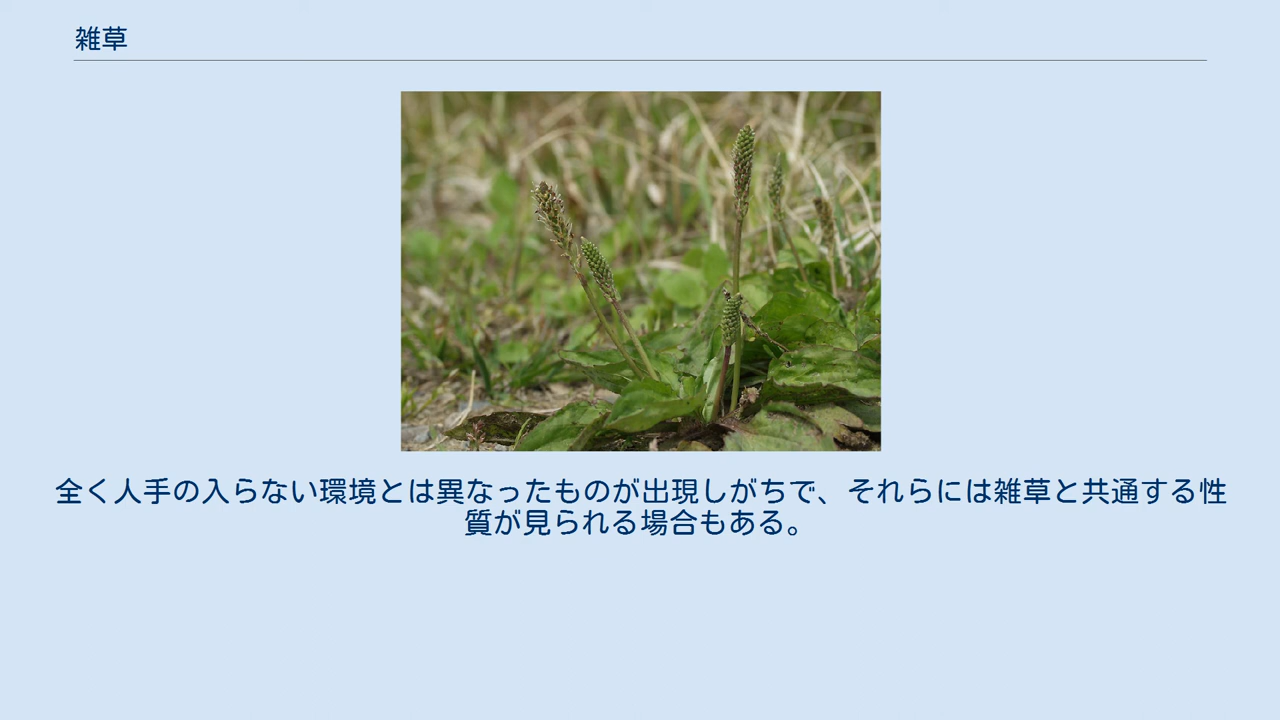 雑草
全く人手の入らない環境とは異なったものが出現しがちで、それらには雑草と共通する性
質が見られる場合もある。